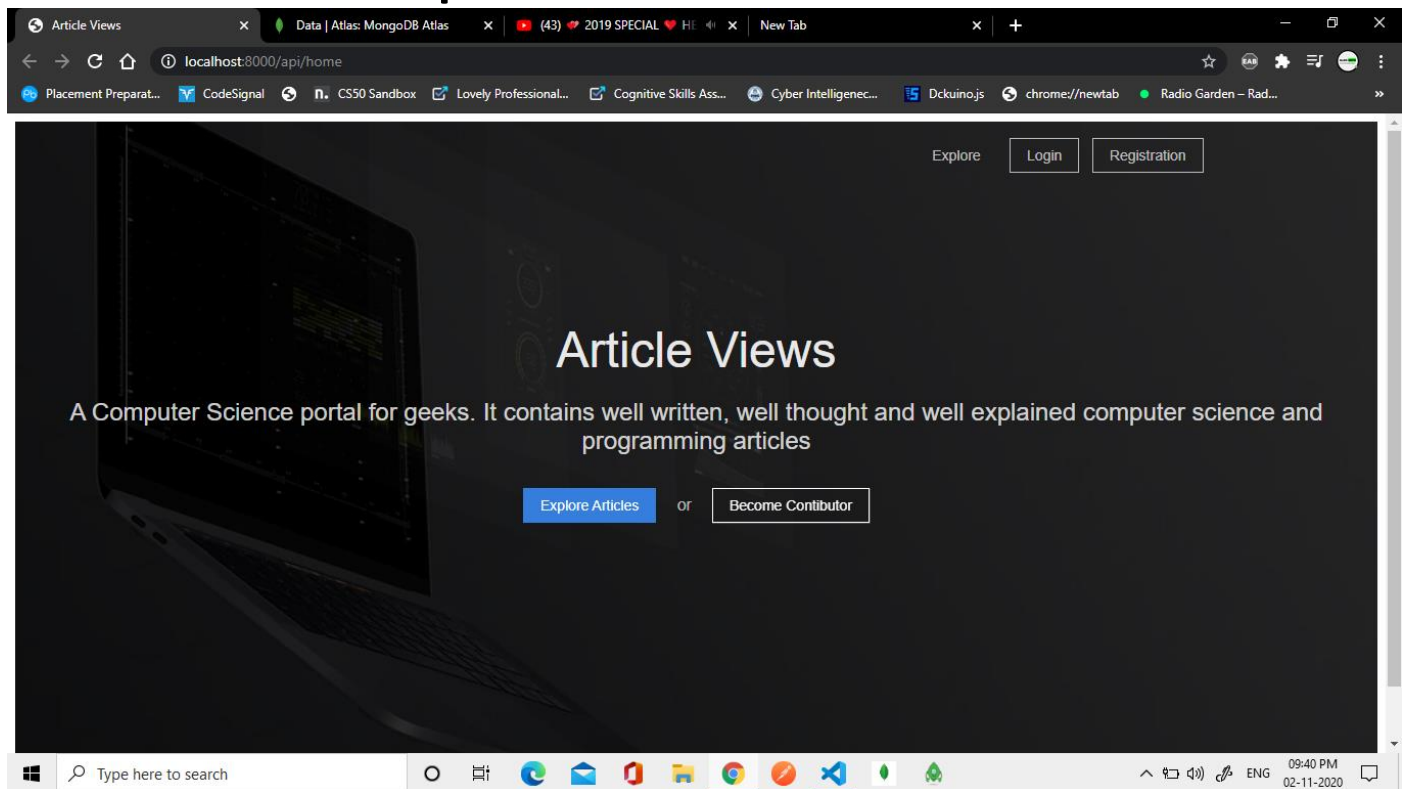 Article Views
Data | Atlas: MongoDB Atlas
(43) 💘 2019 SPECIAL ❤ HE
New Tab
localhost:8000/api/home
EAB
Placement Preparat...
CodeSignal
n. CS50 Sandbox
Lovely Professional...
Cognitive Skills Ass...
Cyber Intelligenec...
Dckuino.js
chrome://newtab
Radio Garden – Rad...
»
Explore
Login
Registration
Article Views
A Computer Science portal for geeks. It contains well written, well thought and well explained computer science and
programming articles
Explore Articles
or
Become Contibutor
Type here to search
ENG
09:40 PM
02-11-2020